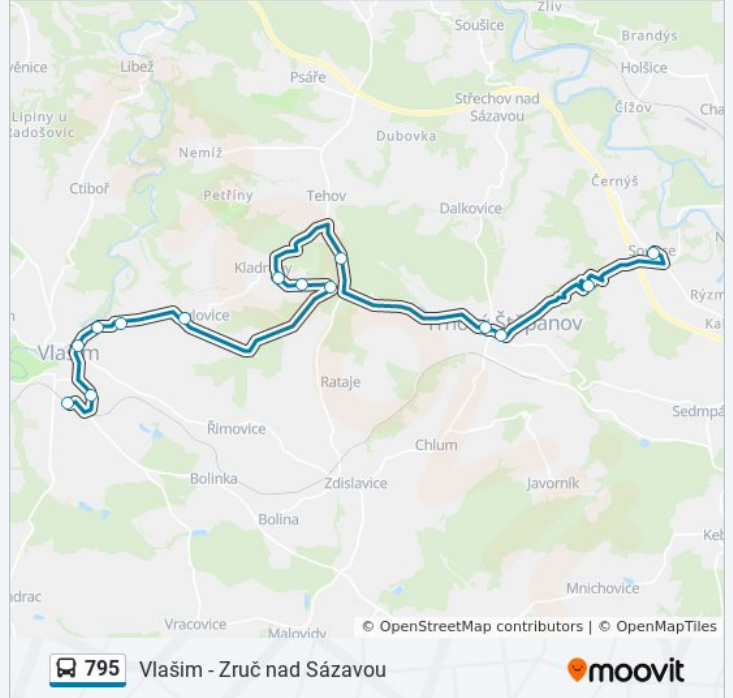 Zliv
Soušice
Brandýs
Libež
Holšice
Psáře
Střechov nad
Sázavou
Čížov
Lipiny u
Dubovka
Nemíž
Ctiboř
Petříny
Tehov
Černýš
Dalkovice
Vlašim
Rataje
Římovice
Chlum
Sedmpá
Bolinka
Zdislavice
Javorník
Bolina
Keb
Mnichovice
Vracovice
Malovidy
© OpenStreetMap contributors | © OpenMapTiles
795 Vlašim - Zruč nad Sázavou moovit